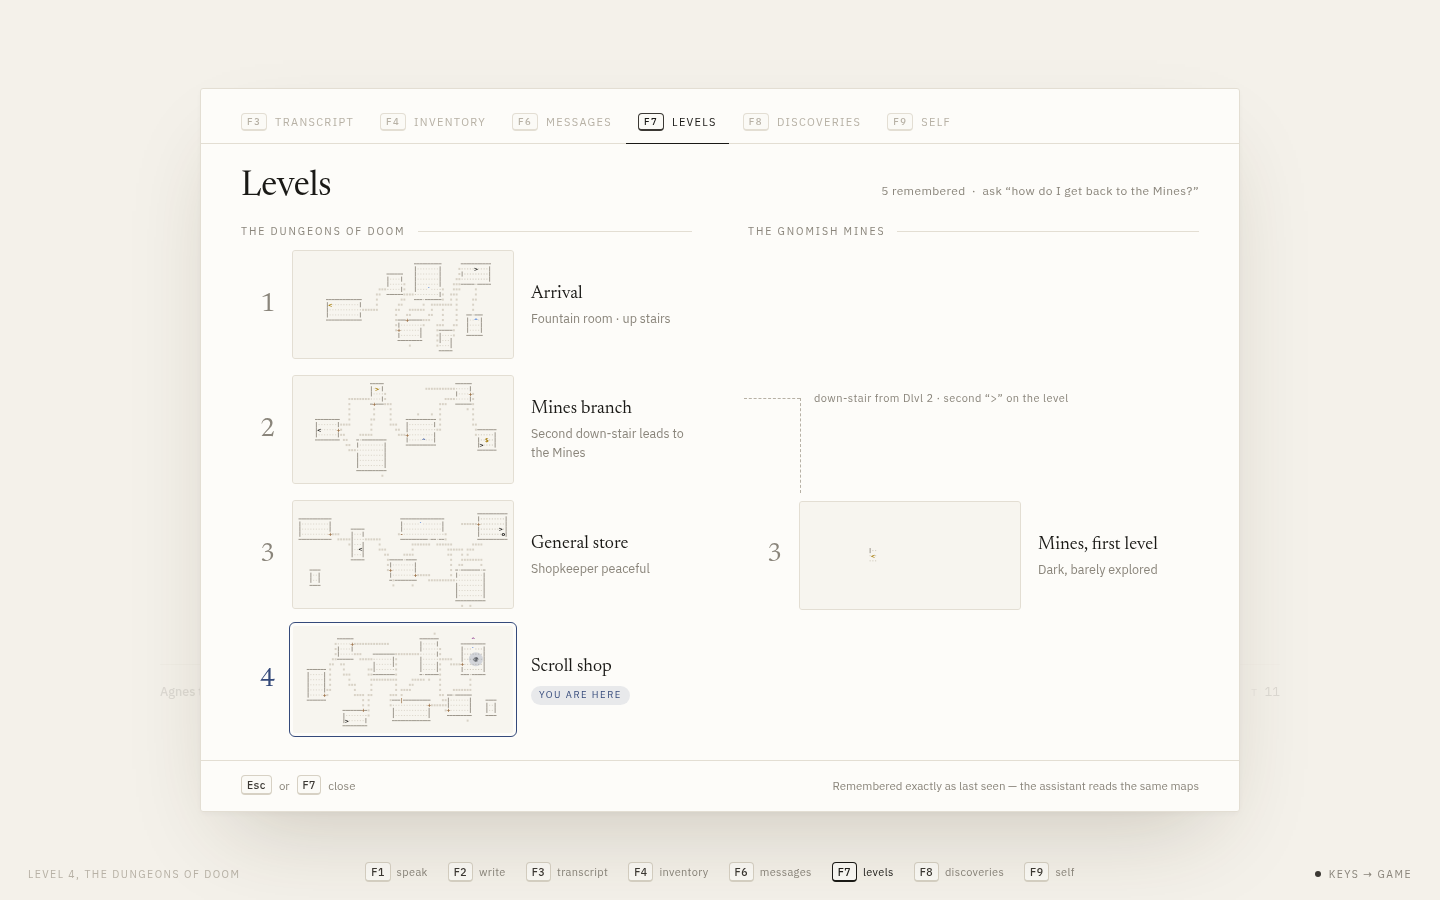 F3 TRANSCRIPT F4 INVENTORY F6 MESSAGES F7 LEVELS F8 DISCOVERIES F9 SELF
Levels
5 remembered · ask “how do I get back to the Mines?”
THE DUNGEONS OF DOOM
THE GNOMISH MINES
1
Arrival
Fountain room · up stairs
2
Mines branch
Second down-stair leads to
the Mines
down-stair from Dlvl 2 · second “>” on the level
3
General store
Shopkeeper peaceful
3
Mines, first level
Dark, barely explored
4
Scroll shop
YOU ARE HERE
Agnes
11
Esc or F7 close
Remembered exactly as last seen — the assistant reads the same maps
LEVEL 4, THE DUNGEONS OF DOOM
F1 speak F2 write F3 transcript F4 inventory F6 messages F7 levels F8 discoveries F9 self
KEYS → GAME